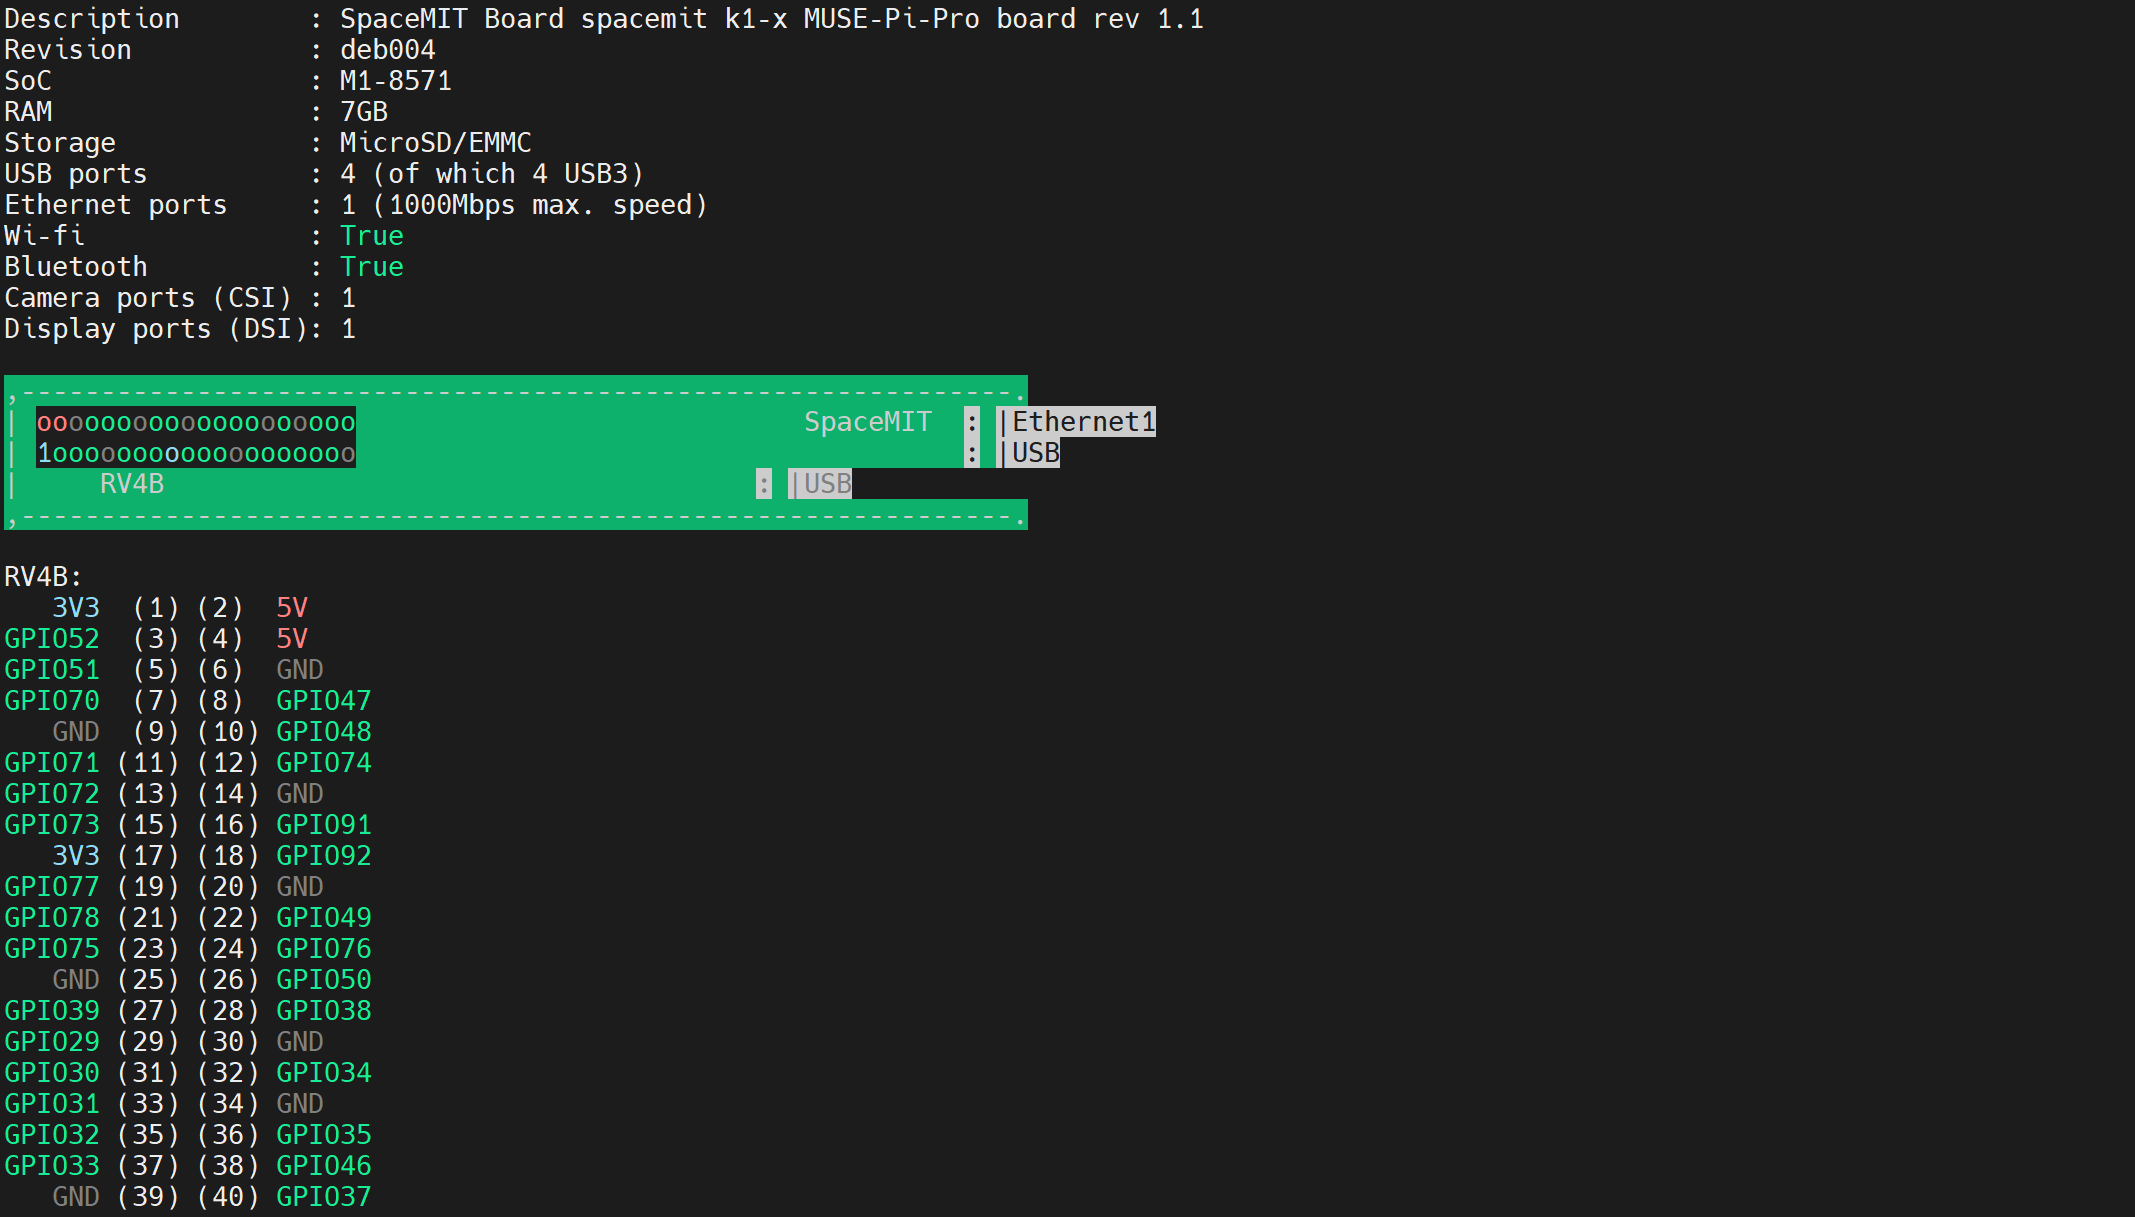 Description        : SpaceMIT Board spacemit k1-x MUSE-Pi-Pro board rev 1.1
Revision           : deb004
SoC                : M1-8571
RAM                : 7GB
Storage            : MicroSD/EMMC
USB ports          : 4 (of which 4 USB3)
Ethernet ports     : 1 (1000Mbps max. speed)
Wi-fi              : True
Bluetooth          : True
Camera ports (CSI) : 1
Display ports (DSI): 1
,--------------------------------------------------------------.
| oooooooooooooooooooo                            SpaceMIT  : |Ethernet1
| 1ooooooooooooooooooo                                      : |USB
|     RV4B                                     : |USB
,--------------------------------------------------------------.
RV4B:
   3V3  (1) (2)  5V
GPIO52  (3) (4)  5V
GPIO51  (5) (6)  GND
GPIO70  (7) (8)  GPIO47
   GND  (9) (10) GPIO48
GPIO71 (11) (12) GPIO74
GPIO72 (13) (14) GND
GPIO73 (15) (16) GPIO91
   3V3 (17) (18) GPIO92
GPIO77 (19) (20) GND
GPIO78 (21) (22) GPIO49
GPIO75 (23) (24) GPIO76
   GND (25) (26) GPIO50
GPIO39 (27) (28) GPIO38
GPIO29 (29) (30) GND
GPIO30 (31) (32) GPIO34
GPIO31 (33) (34) GND
GPIO32 (35) (36) GPIO35
GPIO33 (37) (38) GPIO46
   GND (39) (40) GPIO37